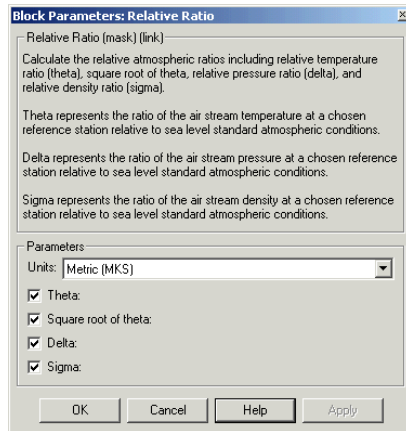 Block Parameters: Relative Ratio
Relative Ratio (mask) (link)
Calculate the relative atmospheric ratios including relative temperature
ratio (theta), square root of theta, relative pressure ratio (delta), and
relative density ratio (sigma).
Theta represents the ratio of the air stream temperature at a chosen
reference station relative to sea level standard atmospheric conditions.
Delta represents the ratio of the air stream pressure at a chosen reference
station relative to sea level standard atmospheric conditions.
Sigma represents the ratio of the air stream density at a chosen reference
station relative to sea level standard atmospheric conditions.
Parameters
Units: Metric (MKS)
Theta:
Square root of theta:
Delta:
Sigma:
OK Cancel Help Apply